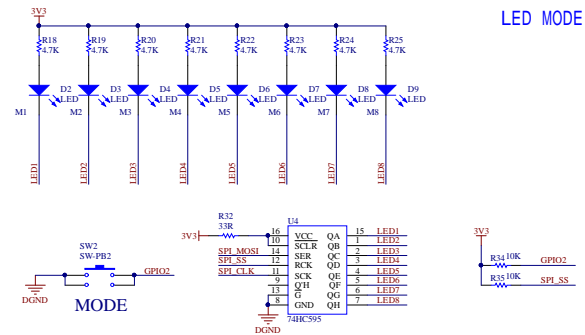 LED MODE
3V3
R18 R19 R20 R21 R22 R23 R24 R25
4.7K 4.7K 4.7K 4.7K 4.7K 4.7K 4.7K 4.7K
D2 D3 D4 D5 D6 D7 D8 D9
LED LED LED LED LED LED LED LED
M1 M2 M3 M4 M5 M6 M7 M8
LED1 LED2 LED3 LED4 LED5 LED6 LED7 LED8
SW2
SW-PB2
GPIO2
DGND
MODE
R32
33R
3V3
SPI_MOSI
SPI_SS
SPI_CLK
U4
16 VCC QA 15 LED1
10 SCLR QB 1 LED2
14 SER QC 2 LED3
12 RCK QD 3 LED4
11 SCK QE 4 LED5
9 Q'H QF 5 LED6
13 G QG 6 LED7
8 GND QH 7 LED8
74HC595
DGND
3V3
R34 10K GPIO2
R35 10K SPI_SS